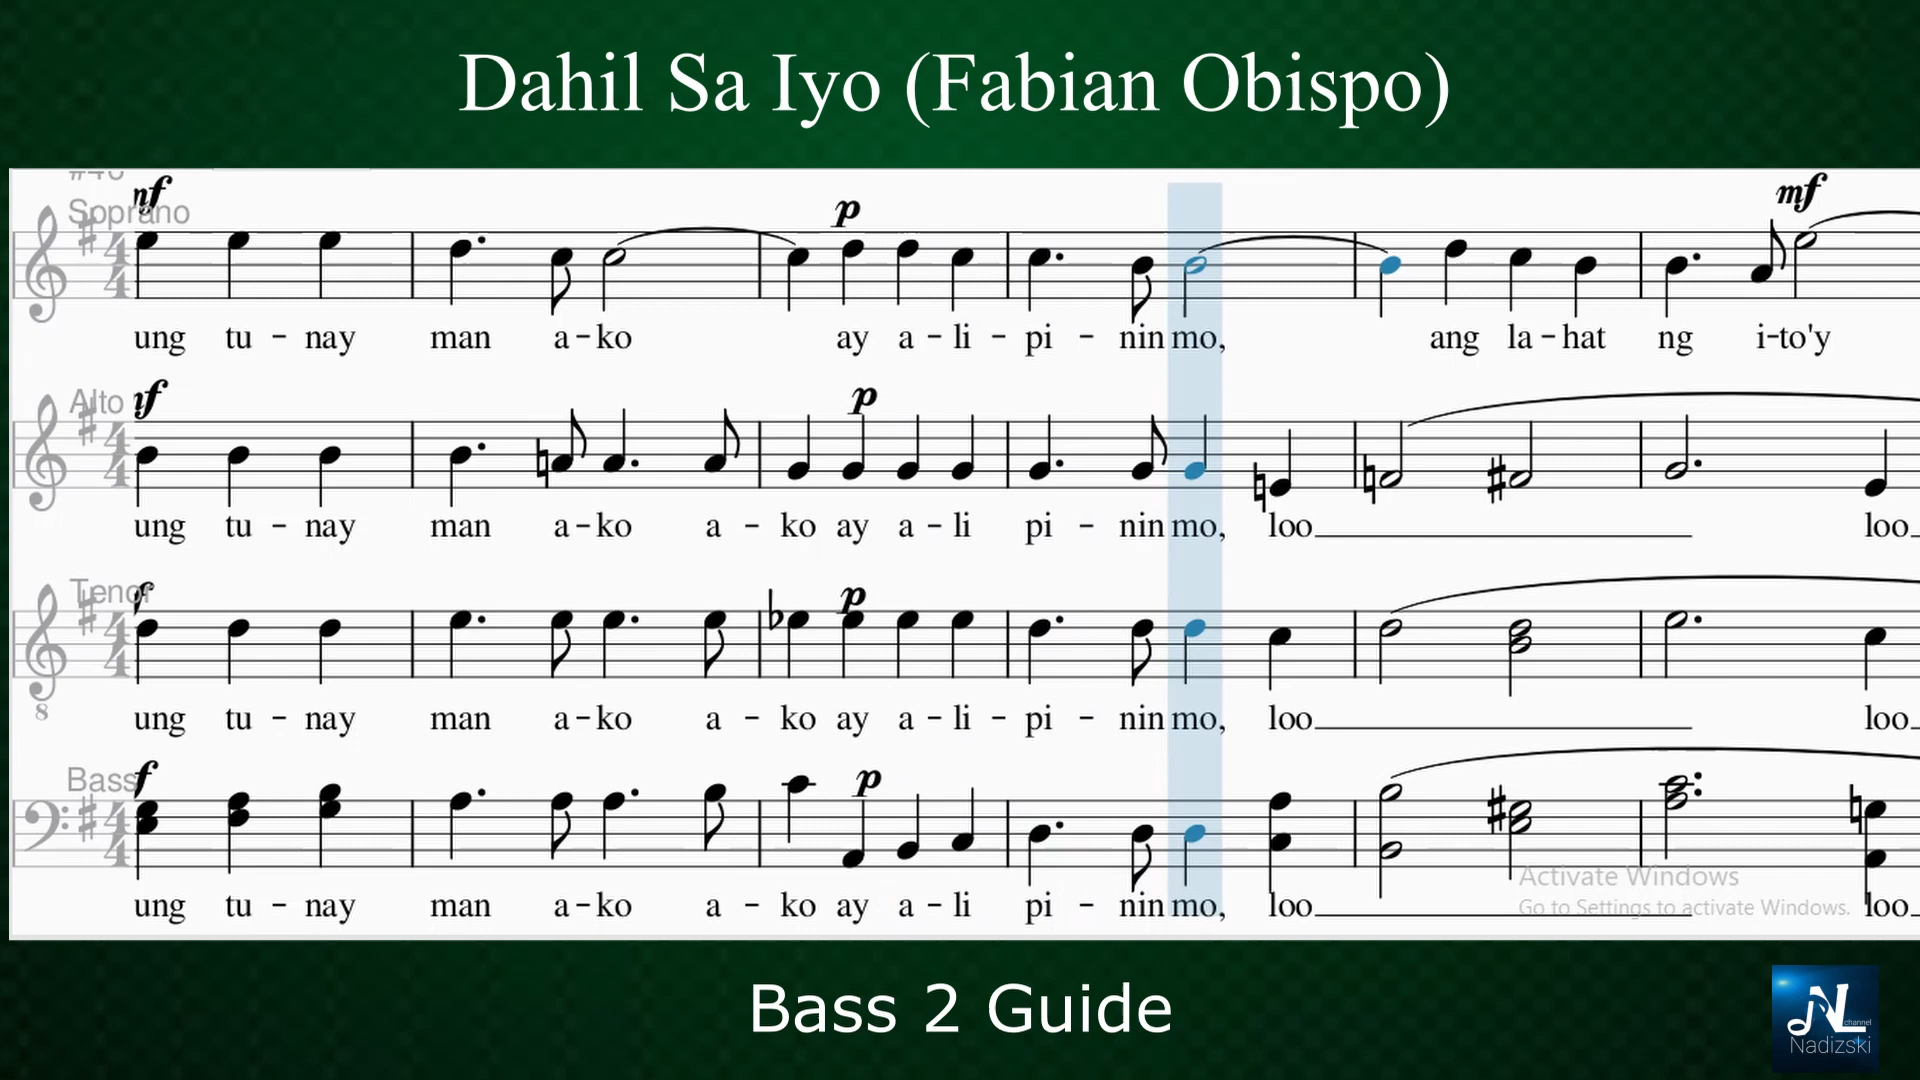 Dahil Sa Iyo (Fabian Obispo)
Soprano
p
mf
ung tu - nay man a - ko ay a - li - pi - nin mo, ang la - hat ng i - to'y
Alto
p
ung tu - nay man a - ko a - ko ay a - li pi - nin mo, loo loo
Tenor
p
8
ung tu - nay man a - ko a - ko ay a - li - pi - nin mo, loo loo
Bass
f
p
ung tu - nay man a - ko a - ko ay a - li pi - nin mo, loo loo
Activate Windows
Go to Settings to activate Windows.
Bass 2 Guide
NL
channel
Nadizski